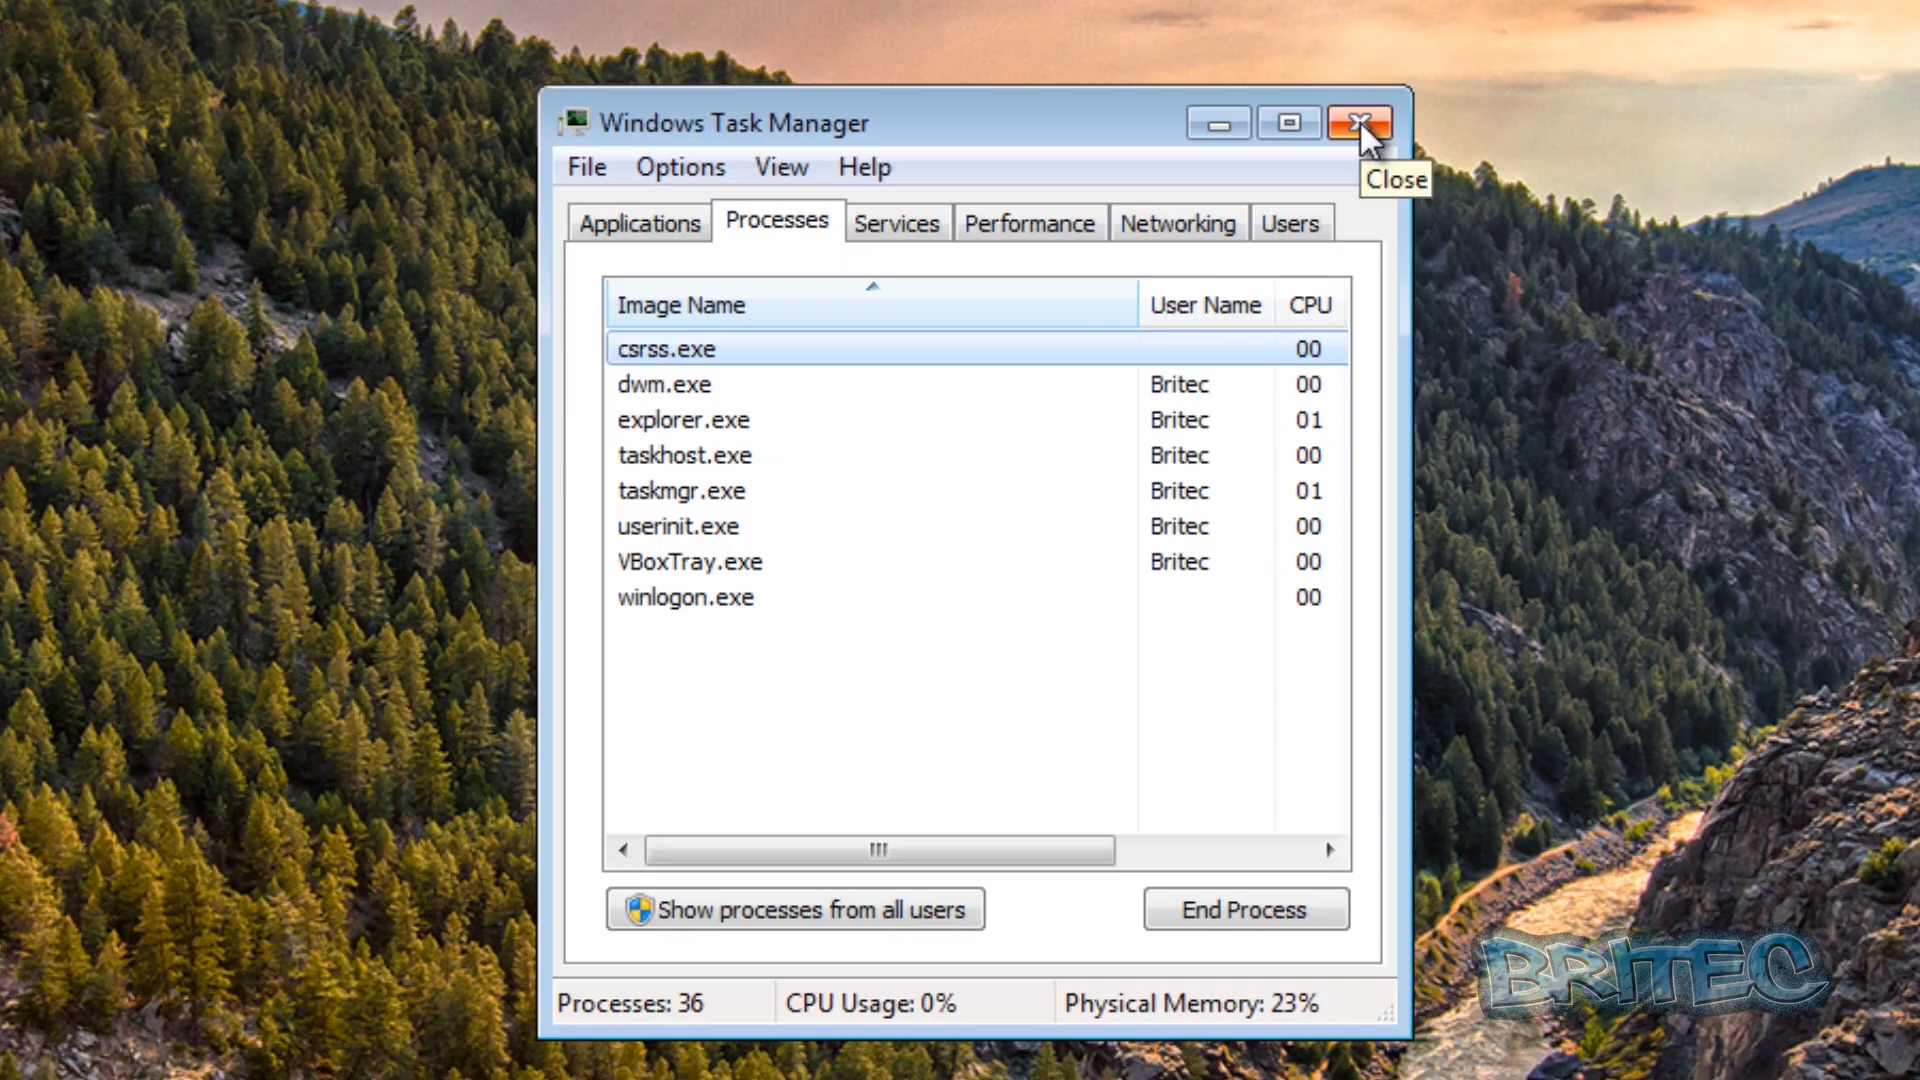 Windows Task Manager
File Options View Help
Close
Applications Processes Services Performance Networking Users
Image Name User Name CPU
csrss.exe 00
dwm.exe Britec 00
explorer.exe Britec 01
taskhost.exe Britec 00
taskmgr.exe Britec 01
userinit.exe Britec 00
VBoxTray.exe Britec 00
winlogon.exe 00
Show processes from all users End Process
Processes: 36 CPU Usage: 0% Physical Memory: 23%
BRITEC